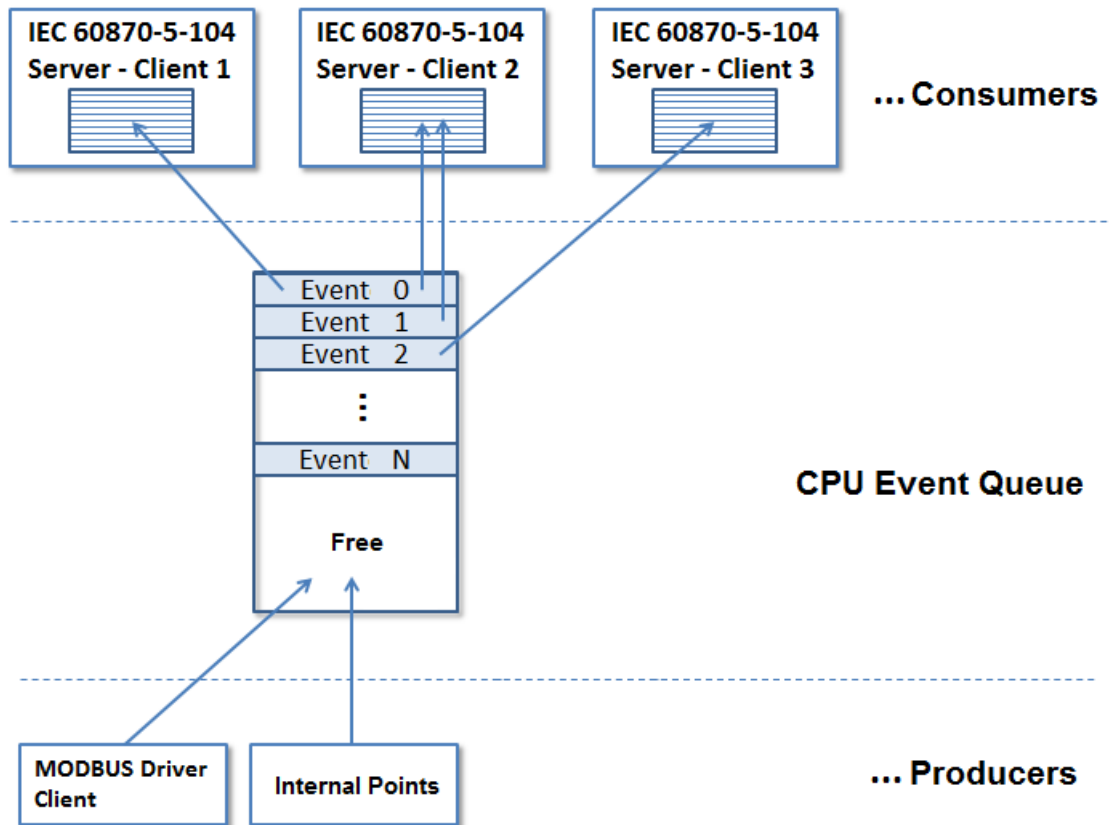 IEC 60870-5-104
Server - Client 1
IEC 60870-5-104
Server - Client 2
IEC 60870-5-104
Server - Client 3
... Consumers
Event 0
Event 1
Event 2
⋮
Event N
Free
CPU Event Queue
MODBUS Driver
Client
Internal Points
... Producers